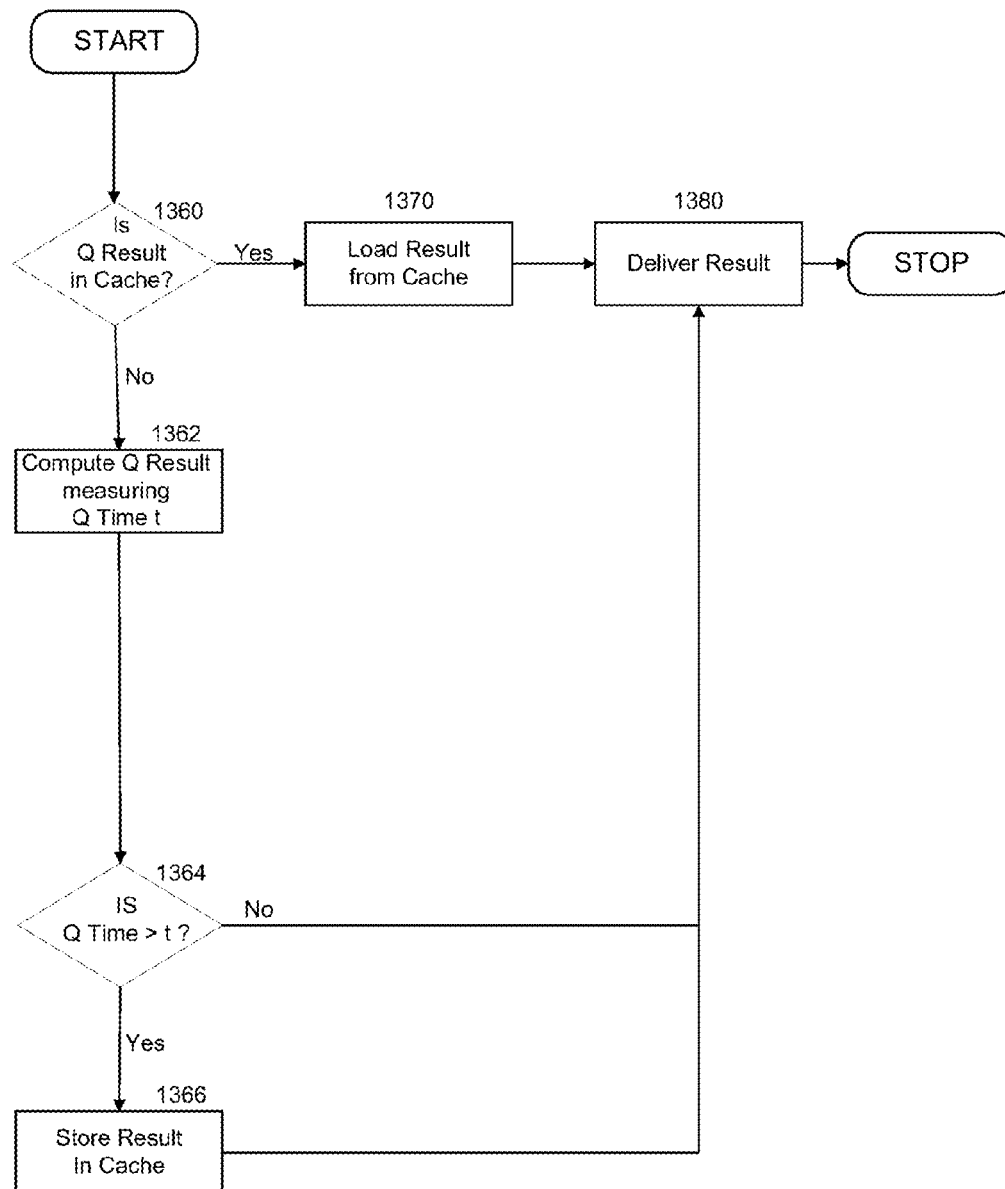 START
1360
Is
Q Result
in Cache?
Yes
1370
Load Result
from Cache
1380
Deliver Result
STOP
No
1362
Compute Q Result
measuring
Q Time t
1364
IS
Q Time > t ?
No
Yes
1366
Store Result
In Cache